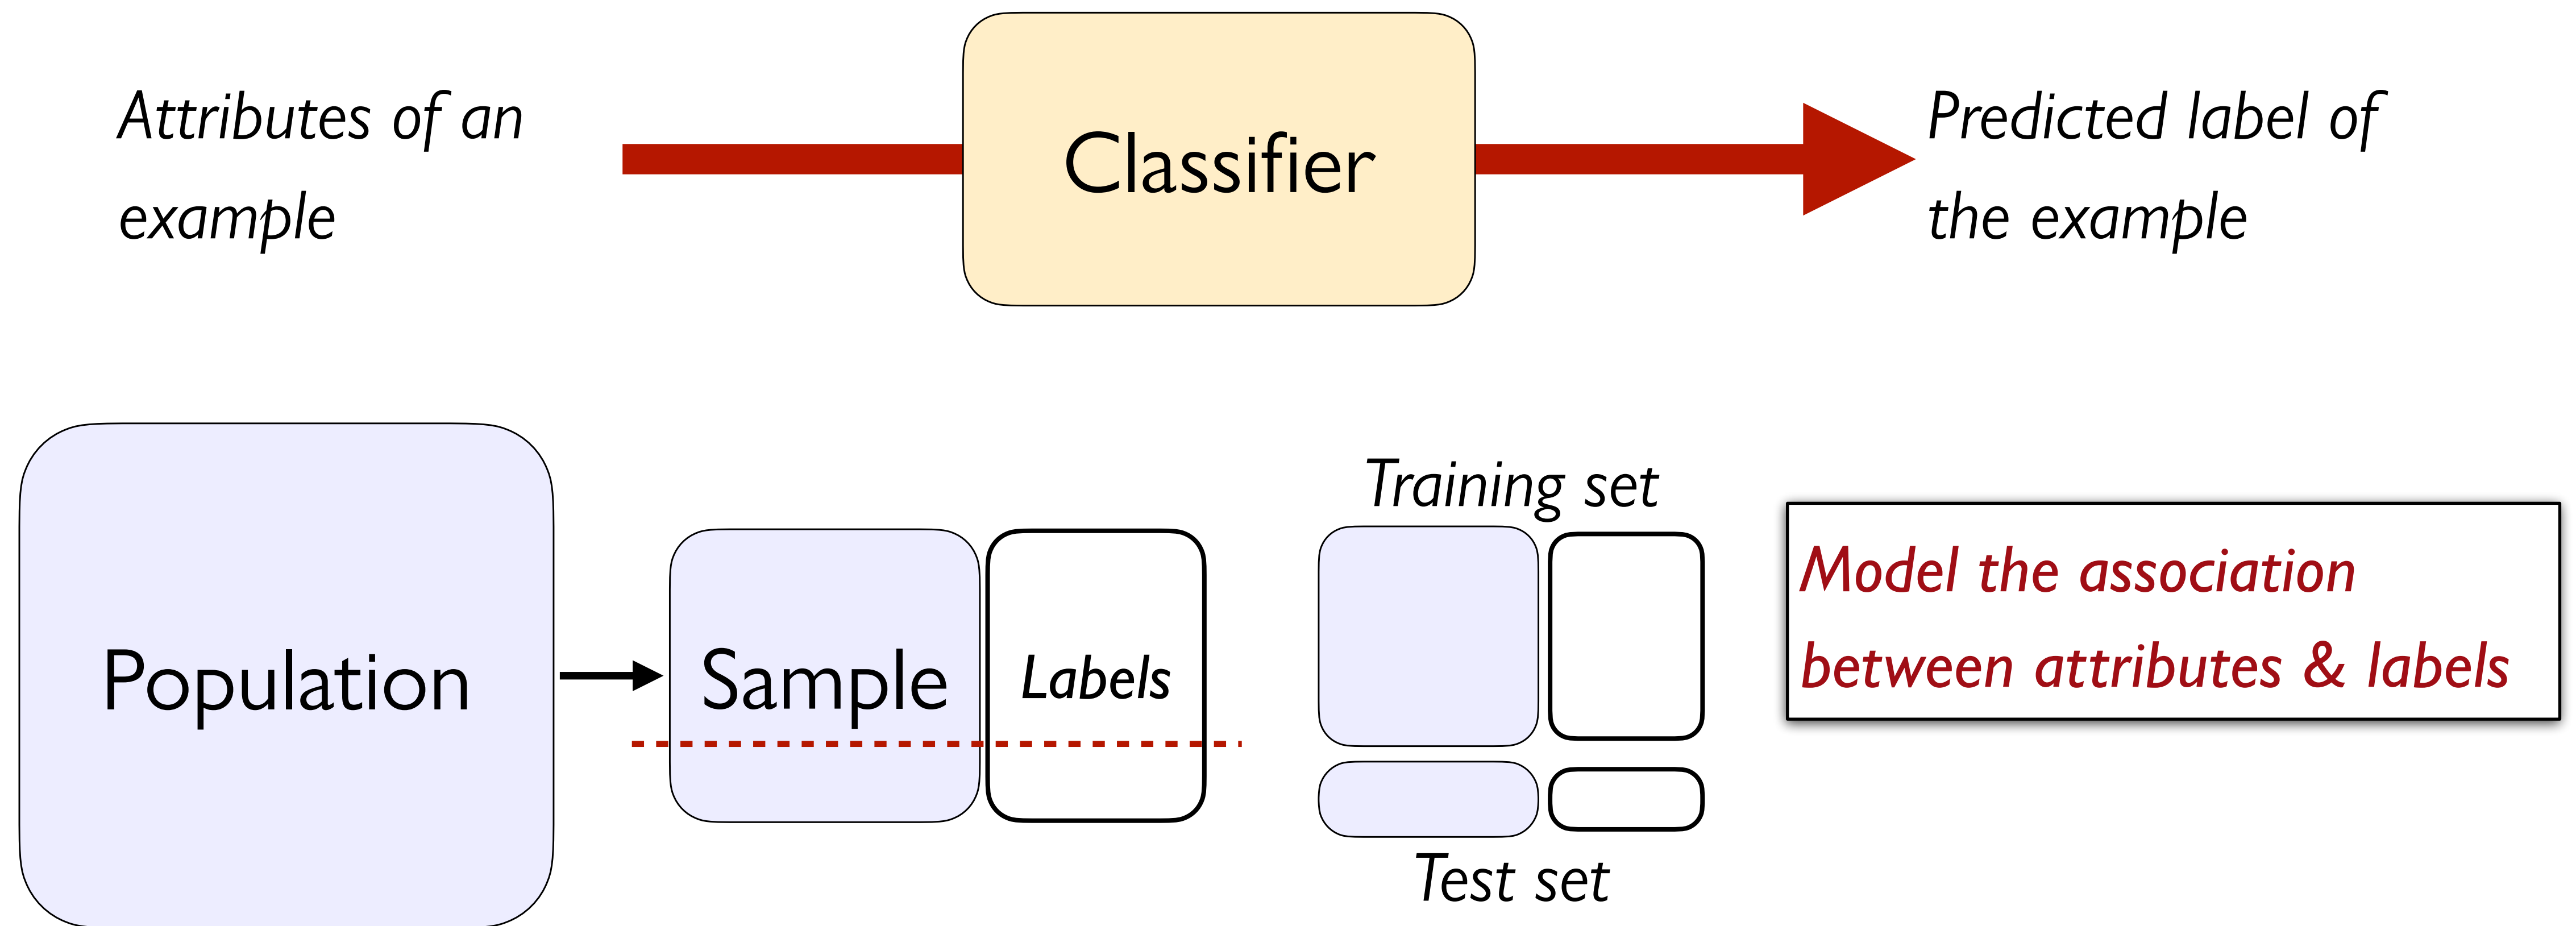 Attributes of an
example
Classifier
Predicted label of
the example
Population
Sample
Labels
Training set
Test set
Model the association
between attributes & labels